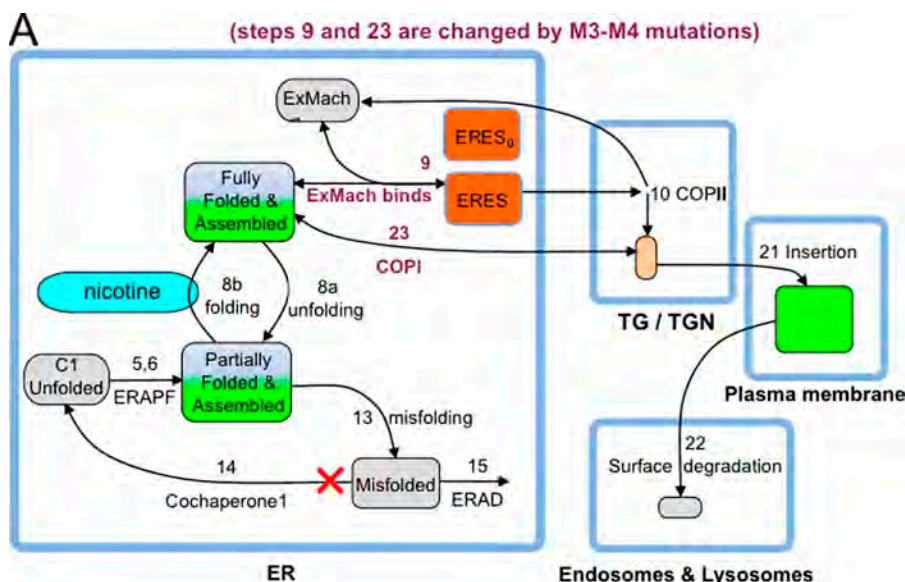 A
(steps 9 and 23 are changed by M3-M4 mutations)
ExMach
ERES0
9
Fully
Folded &
Assembled
ExMach binds
ERES
10 COPII
23
COPI
21 Insertion
nicotine
8b
folding
8a
unfolding
TG / TGN
C1
Unfolded
5,6
ERAPF
Partially
Folded &
Assembled
Plasma membrane
13 misfolding
14
Cochaperone1
Misfolded
15
ERAD
22
Surface degradation
ER
Endosomes & Lysosomes